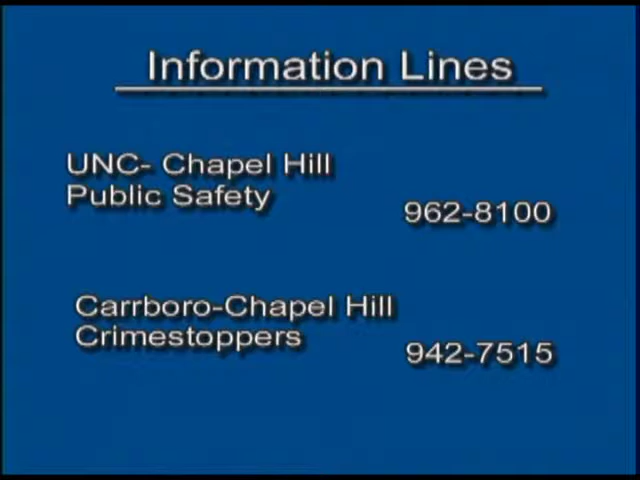 Information Lines
UNC- Chapel Hill
Public Safety
962-8100
Carrboro-Chapel Hill
Crimestoppers
942-7515